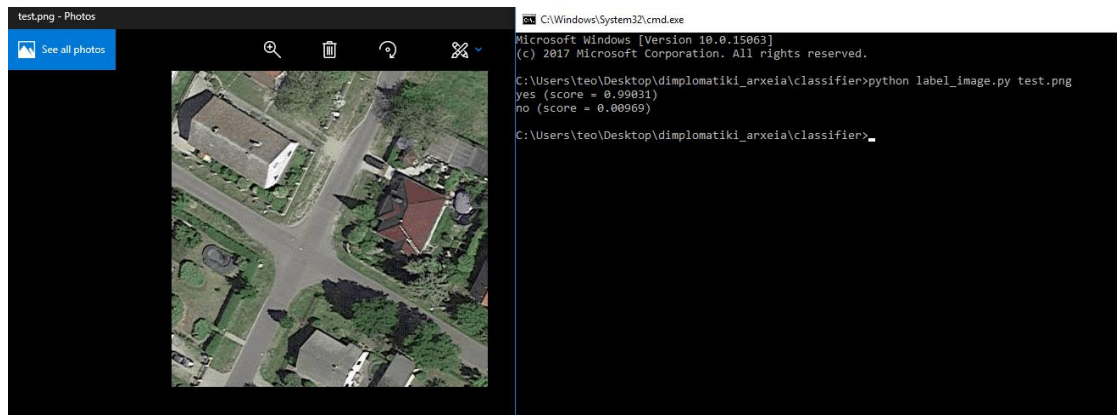 test.png - Photos
See all photos
C:\Windows\System32\cmd.exe
Microsoft Windows [Version 10.0.15063]
(c) 2017 Microsoft Corporation. All rights reserved.
C:\Users\teo\Desktop\dimplomatiki_arxeia\classifier>python label_image.py test.png
yes (score = 0.99031)
no (score = 0.00969)
C:\Users\teo\Desktop\dimplomatiki_arxeia\classifier>